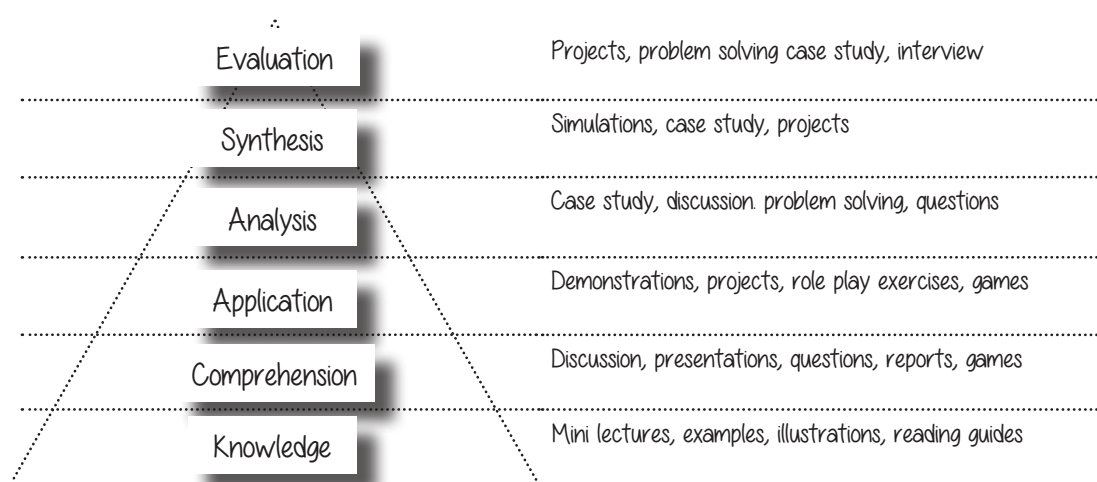 Evaluation
Projects, problem solving case study, interview
Synthesis
Simulations, case study, projects
Analysis
Case study, discussion. problem solving, questions
Application
Demonstrations, projects, role play exercises, games
Comprehension
Discussion, presentations, questions, reports, games
Knowledge
Mini lectures, examples, illustrations, reading guides